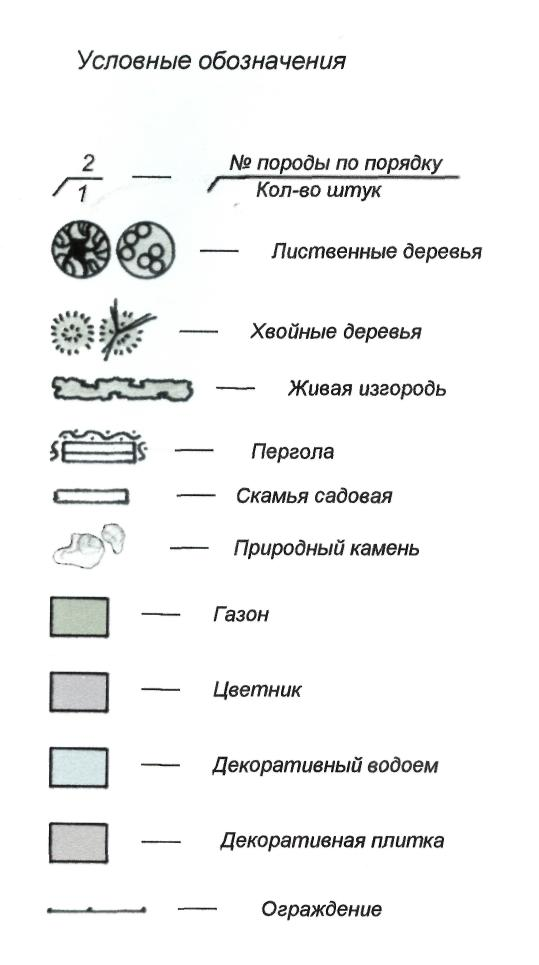 Условные обозначения
2 № породы по порядку
1 Кол-во штук
Лиственные деревья
Хвойные деревья
Живая изгородь
Пергола
Скамья садовая
Природный камень
Газон
Цветник
Декоративный водоем
Декоративная плитка
Ограждение